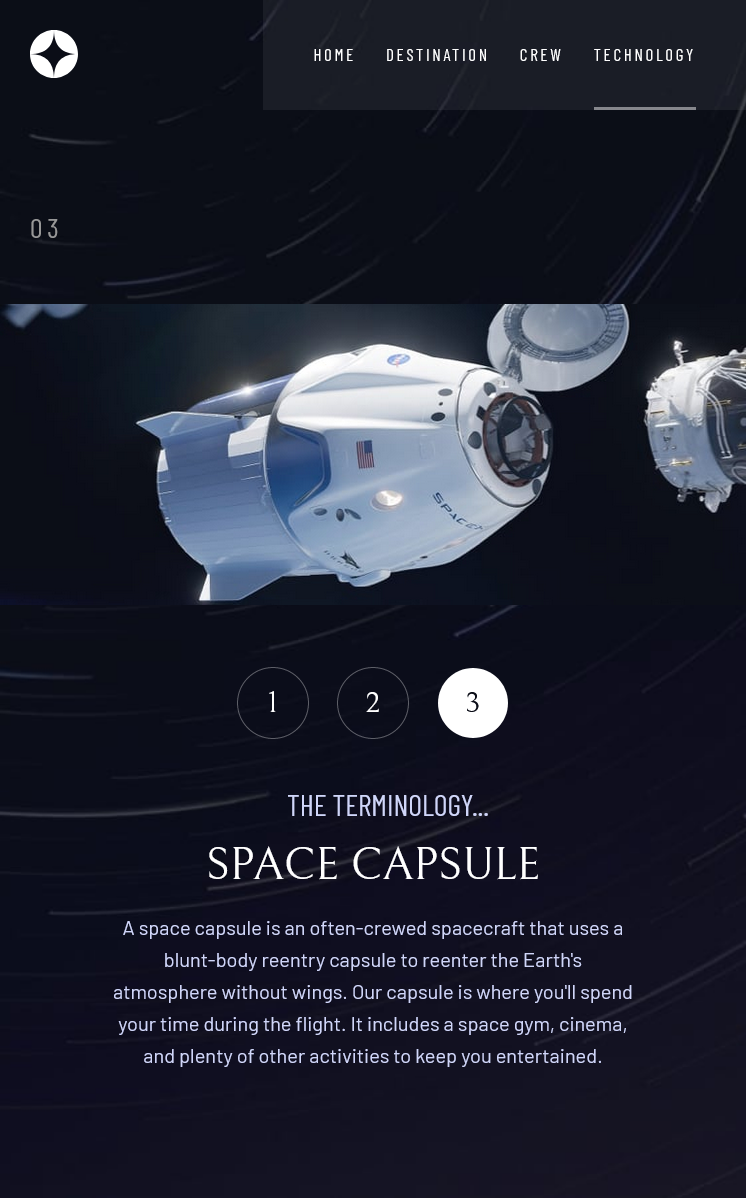 HOME DESTINATION CREW TECHNOLOGY
03
SPACEX
1 2 3
THE TERMINOLOGY...
SPACE CAPSULE
A space capsule is an often-crewed spacecraft that uses a
blunt-body reentry capsule to reenter the Earth's
atmosphere without wings. Our capsule is where you'll spend
your time during the flight. It includes a space gym, cinema,
and plenty of other activities to keep you entertained.